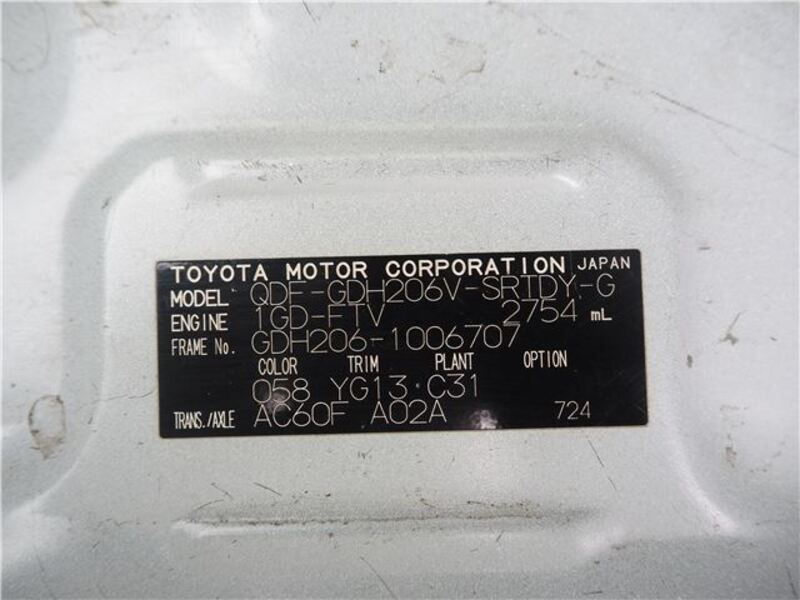 TOYOTA MOTOR CORPORATION JAPAN
MODEL QDF-GDH206V-SRTDY-G
ENGINE 1GD-FTV 2754 mL
FRAME No. GDH206-1006707
COLOR TRIM PLANT OPTION
058 YG13 C31
TRANS./AXLE AC60F A02A 724